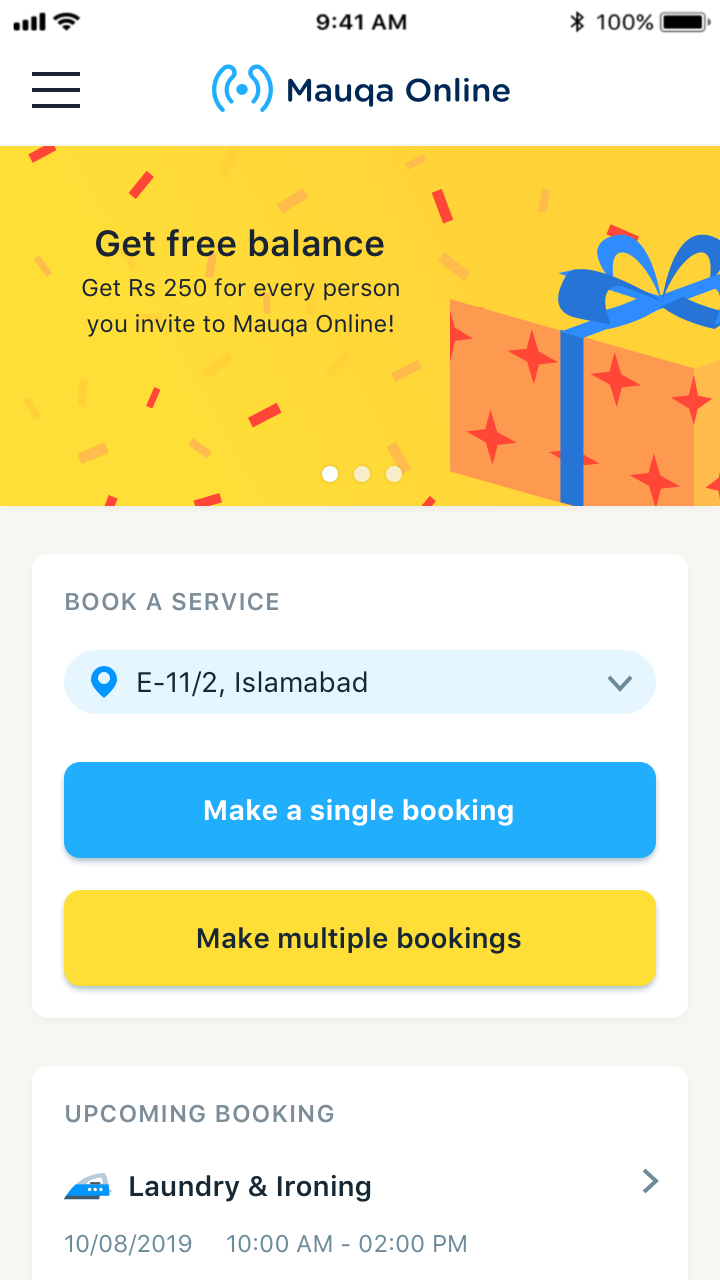 9:41 AM 100%
Mauqa Online
Get free balance
Get Rs 250 for every person
you invite to Mauqa Online!
BOOK A SERVICE
E-11/2, Islamabad
Make a single booking
Make multiple bookings
UPCOMING BOOKING
Laundry & Ironing
10/08/2019 10:00 AM - 02:00 PM